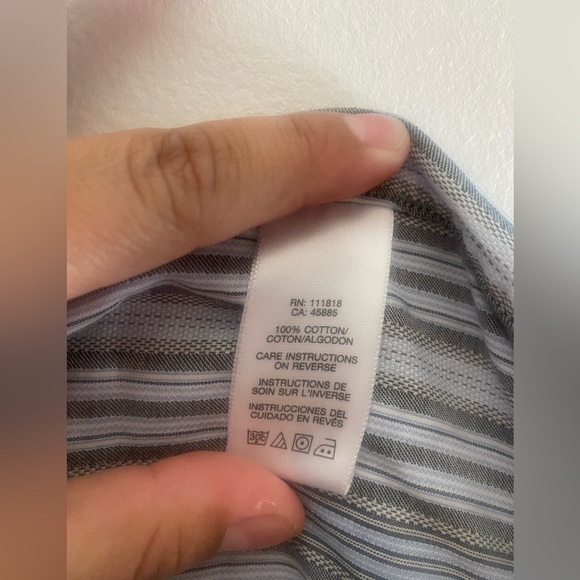 RN: 111818
CA: 45885
100% COTTON/
COTON/ALGODON
CARE INSTRUCTIONS
ON REVERSE
INSTRUCTIONS DE
SOIN SUR L'INVERSE
INSTRUCCIONES DEL
CUIDADO EN REVÉS